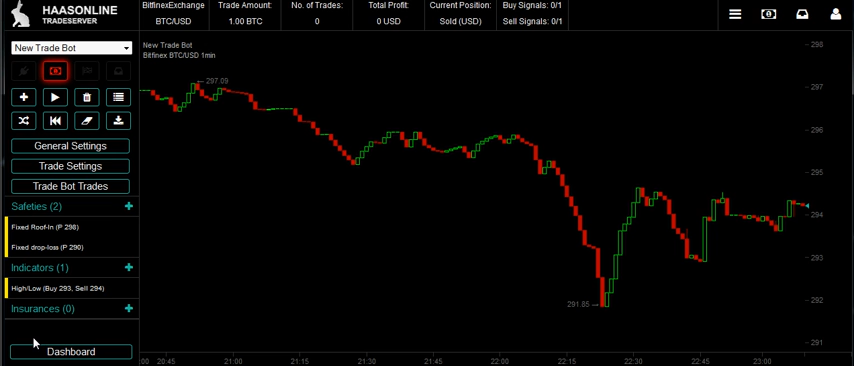 HAASONLINE
TRADESERVER
BitfinexExchange
BTC/USD
Trade Amount:
1.00 BTC
No. of Trades:
0
Total Profit:
0 USD
Current Position:
Sold (USD)
Buy Signals: 0/1
Sell Signals: 0/1
New Trade Bot
General Settings
Trade Settings
Trade Bot Trades
Safeties (2)
Fixed Roof-In (P 298)
Fixed drop-loss (P 290)
Indicators (1)
High/Low (Buy 293, Sell 294)
Insurances (0)
Dashboard
New Trade Bot
Bitfinex BTC/USD 1min
297.09
291.85
298
297
296
295
294
293
292
291
:00 20:45 21:00 21:15 21:30 21:45 22:00 22:15 22:30 22:45 23:00